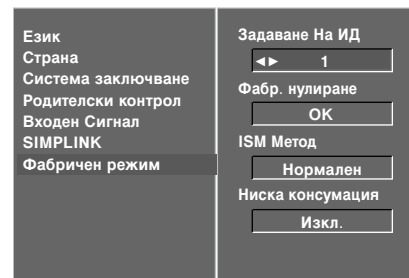 Език
Страна
Система заключване
Родителски контрол
Входен Сигнал
SIMPLINK
Фабричен режим
Задаване На ИД
◄► 1
Фабр. нулиране
ОК
ISM Метод
Нормален
Ниска консумация
Изкл.